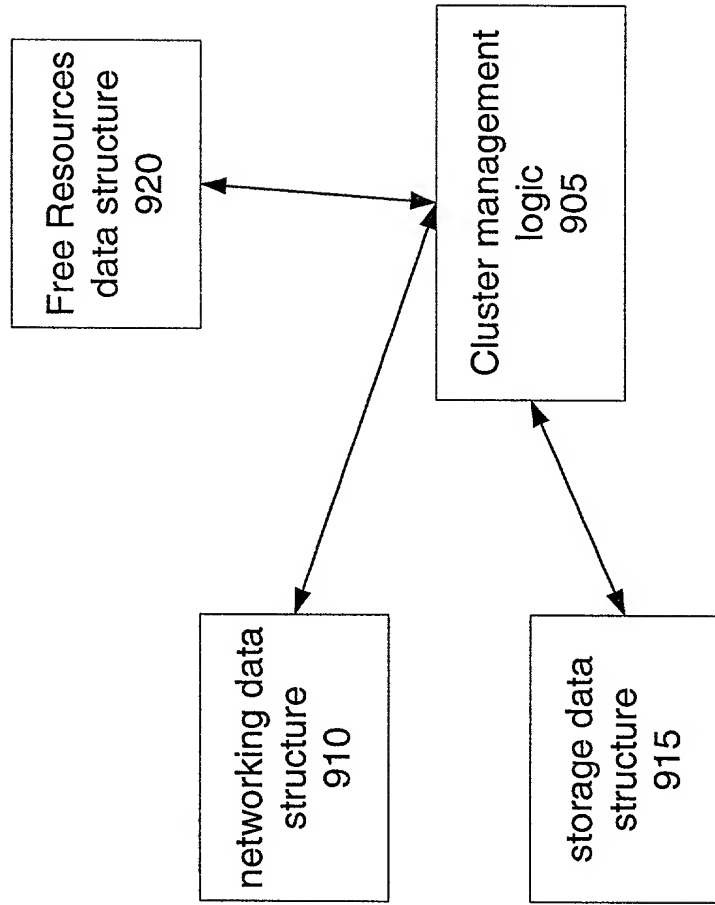 networking data
structure
910
Free Resources
data structure
920
storage data
structure
915
Cluster management
logic
905